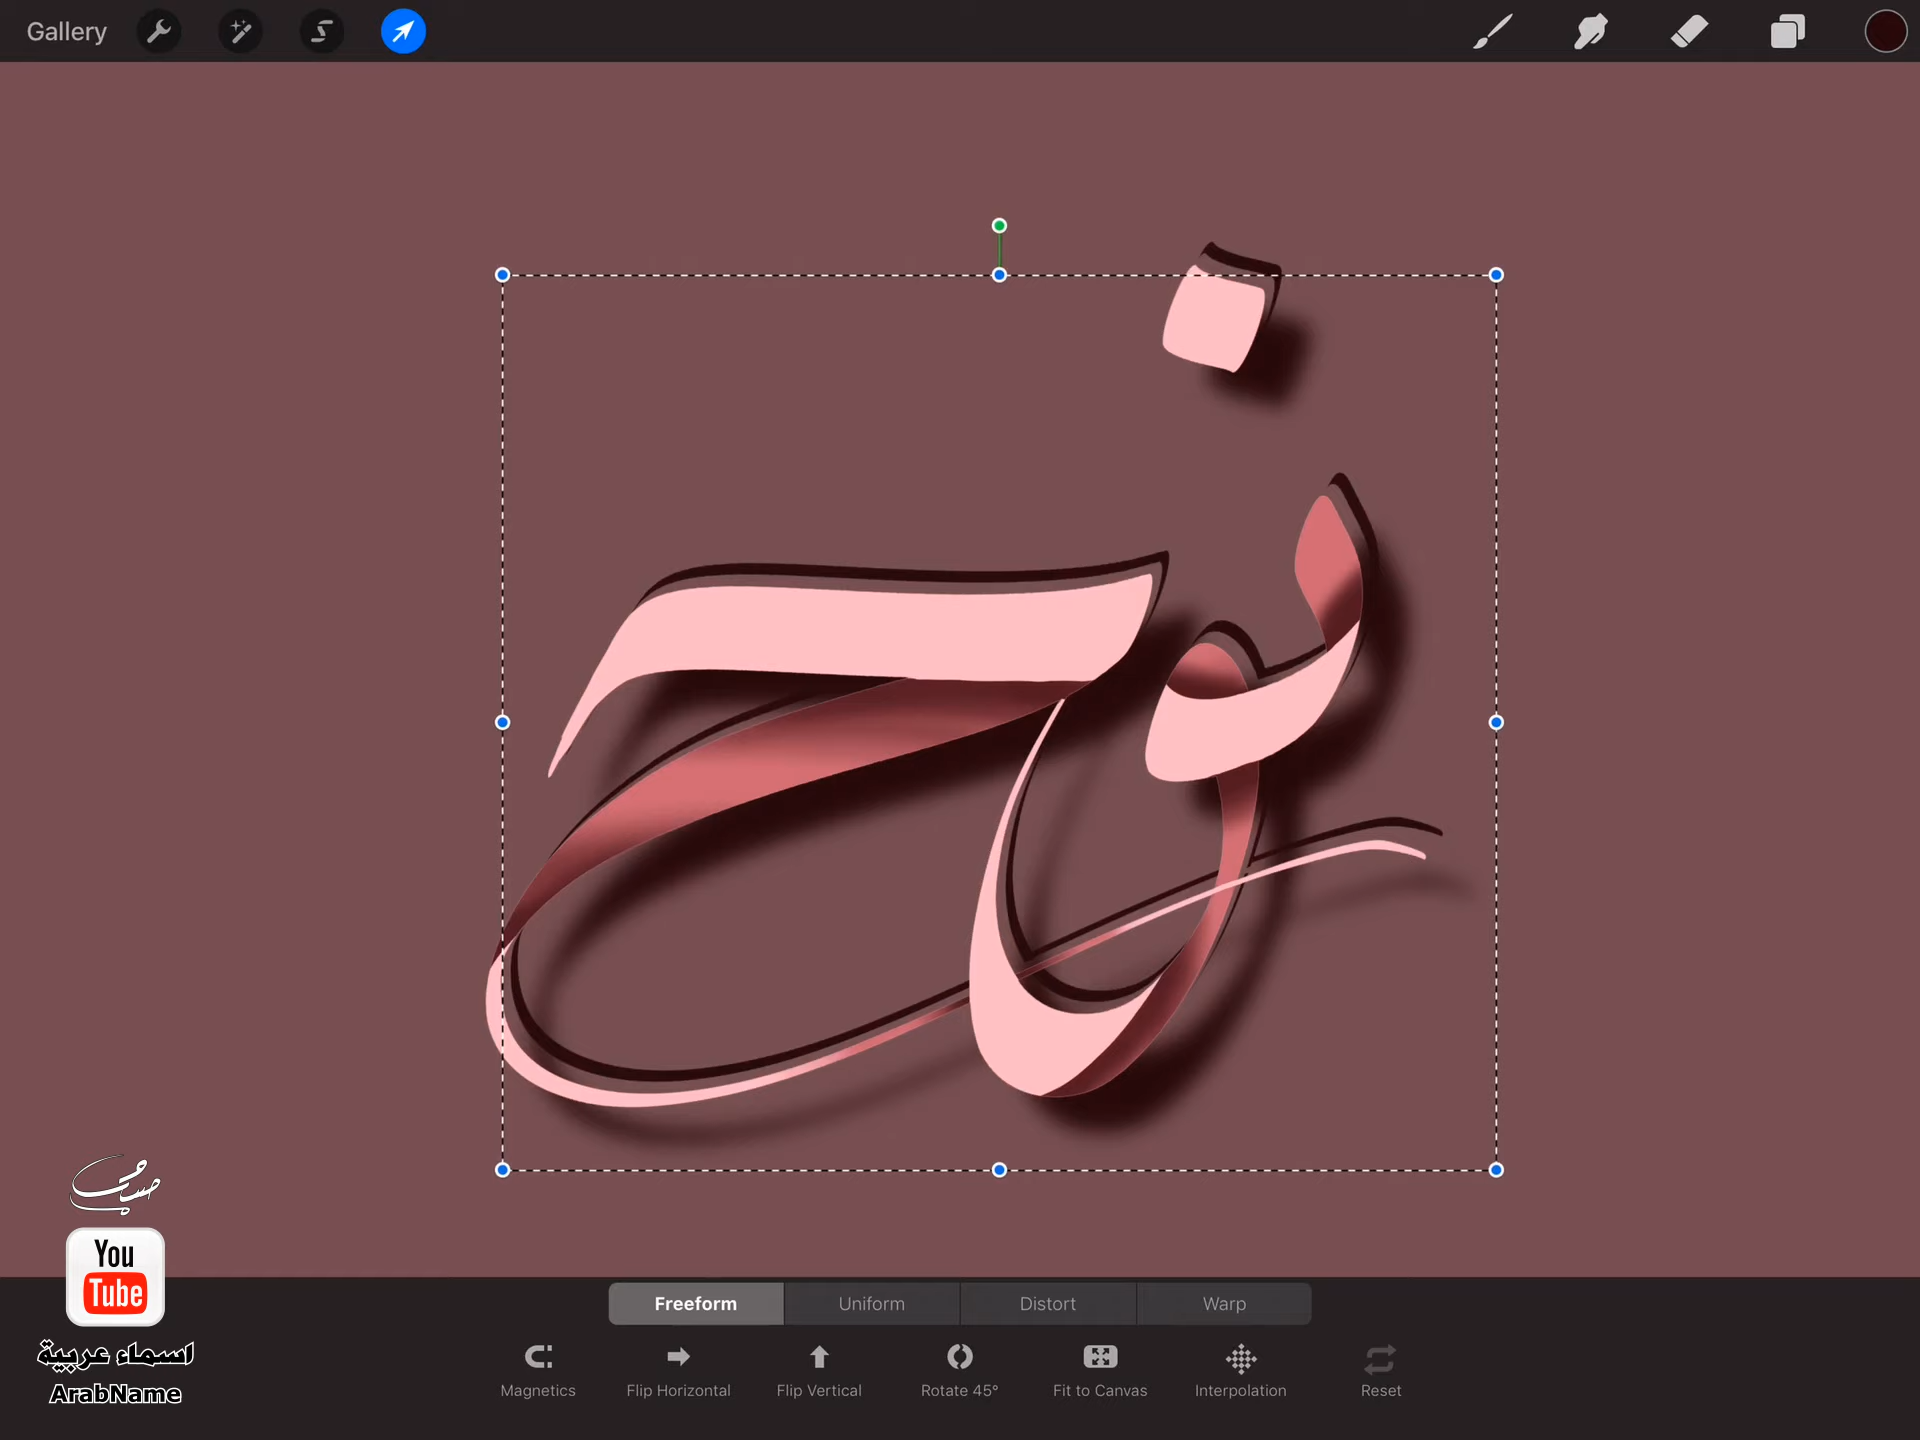 Gallery
نوح
You
Tube
اسماء عربية
ArabName
Freeform Uniform Distort Warp
Magnetics Flip Horizontal Flip Vertical Rotate 45° Fit to Canvas Interpolation Reset